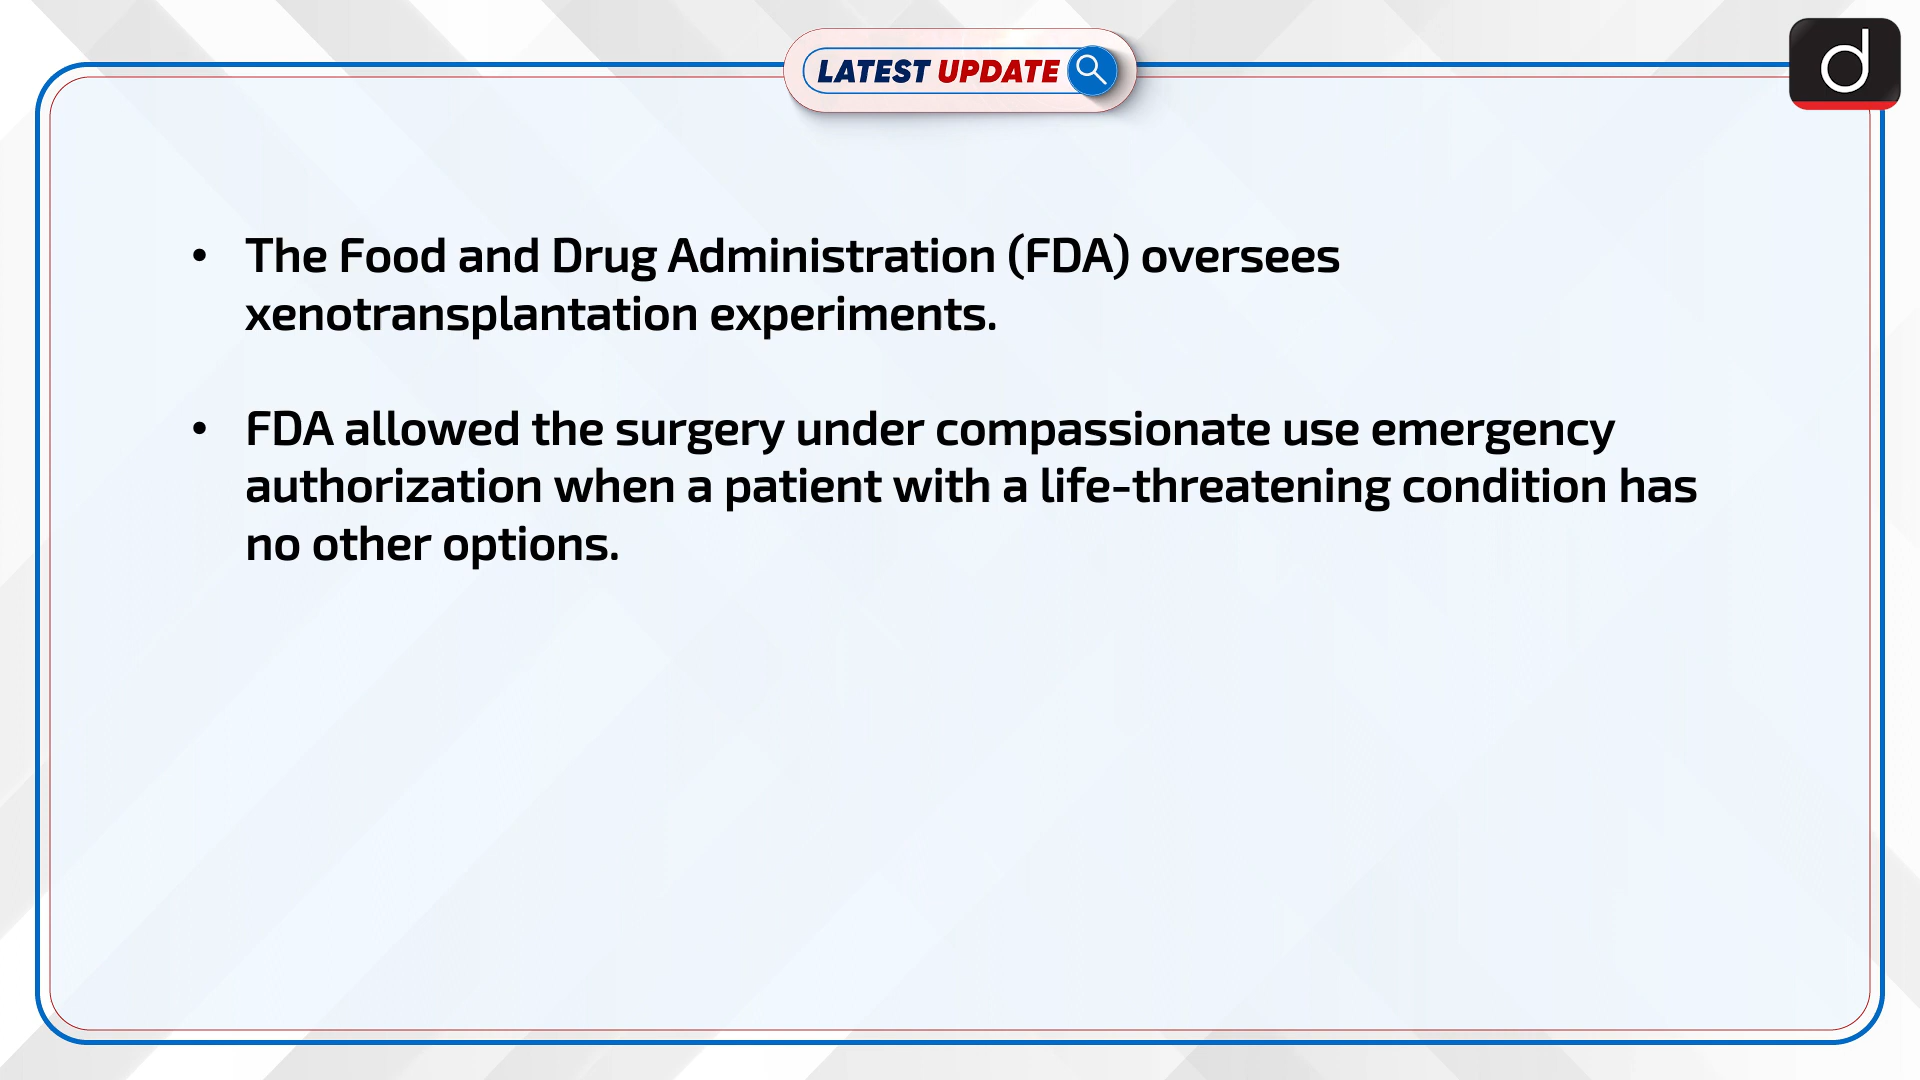 LATEST UPDATE
d
• The Food and Drug Administration (FDA) oversees
xenotransplantation experiments.
• FDA allowed the surgery under compassionate use emergency
authorization when a patient with a life-threatening condition has
no other options.